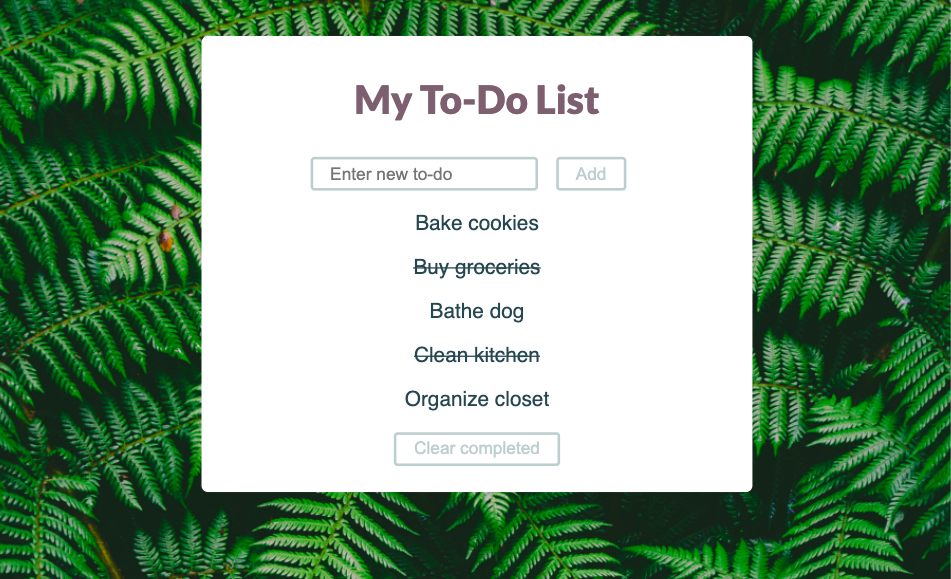 My To-Do List
Enter new to-do Add
Bake cookies
Buy groceries
Bathe dog
Clean kitchen
Organize closet
Clear completed